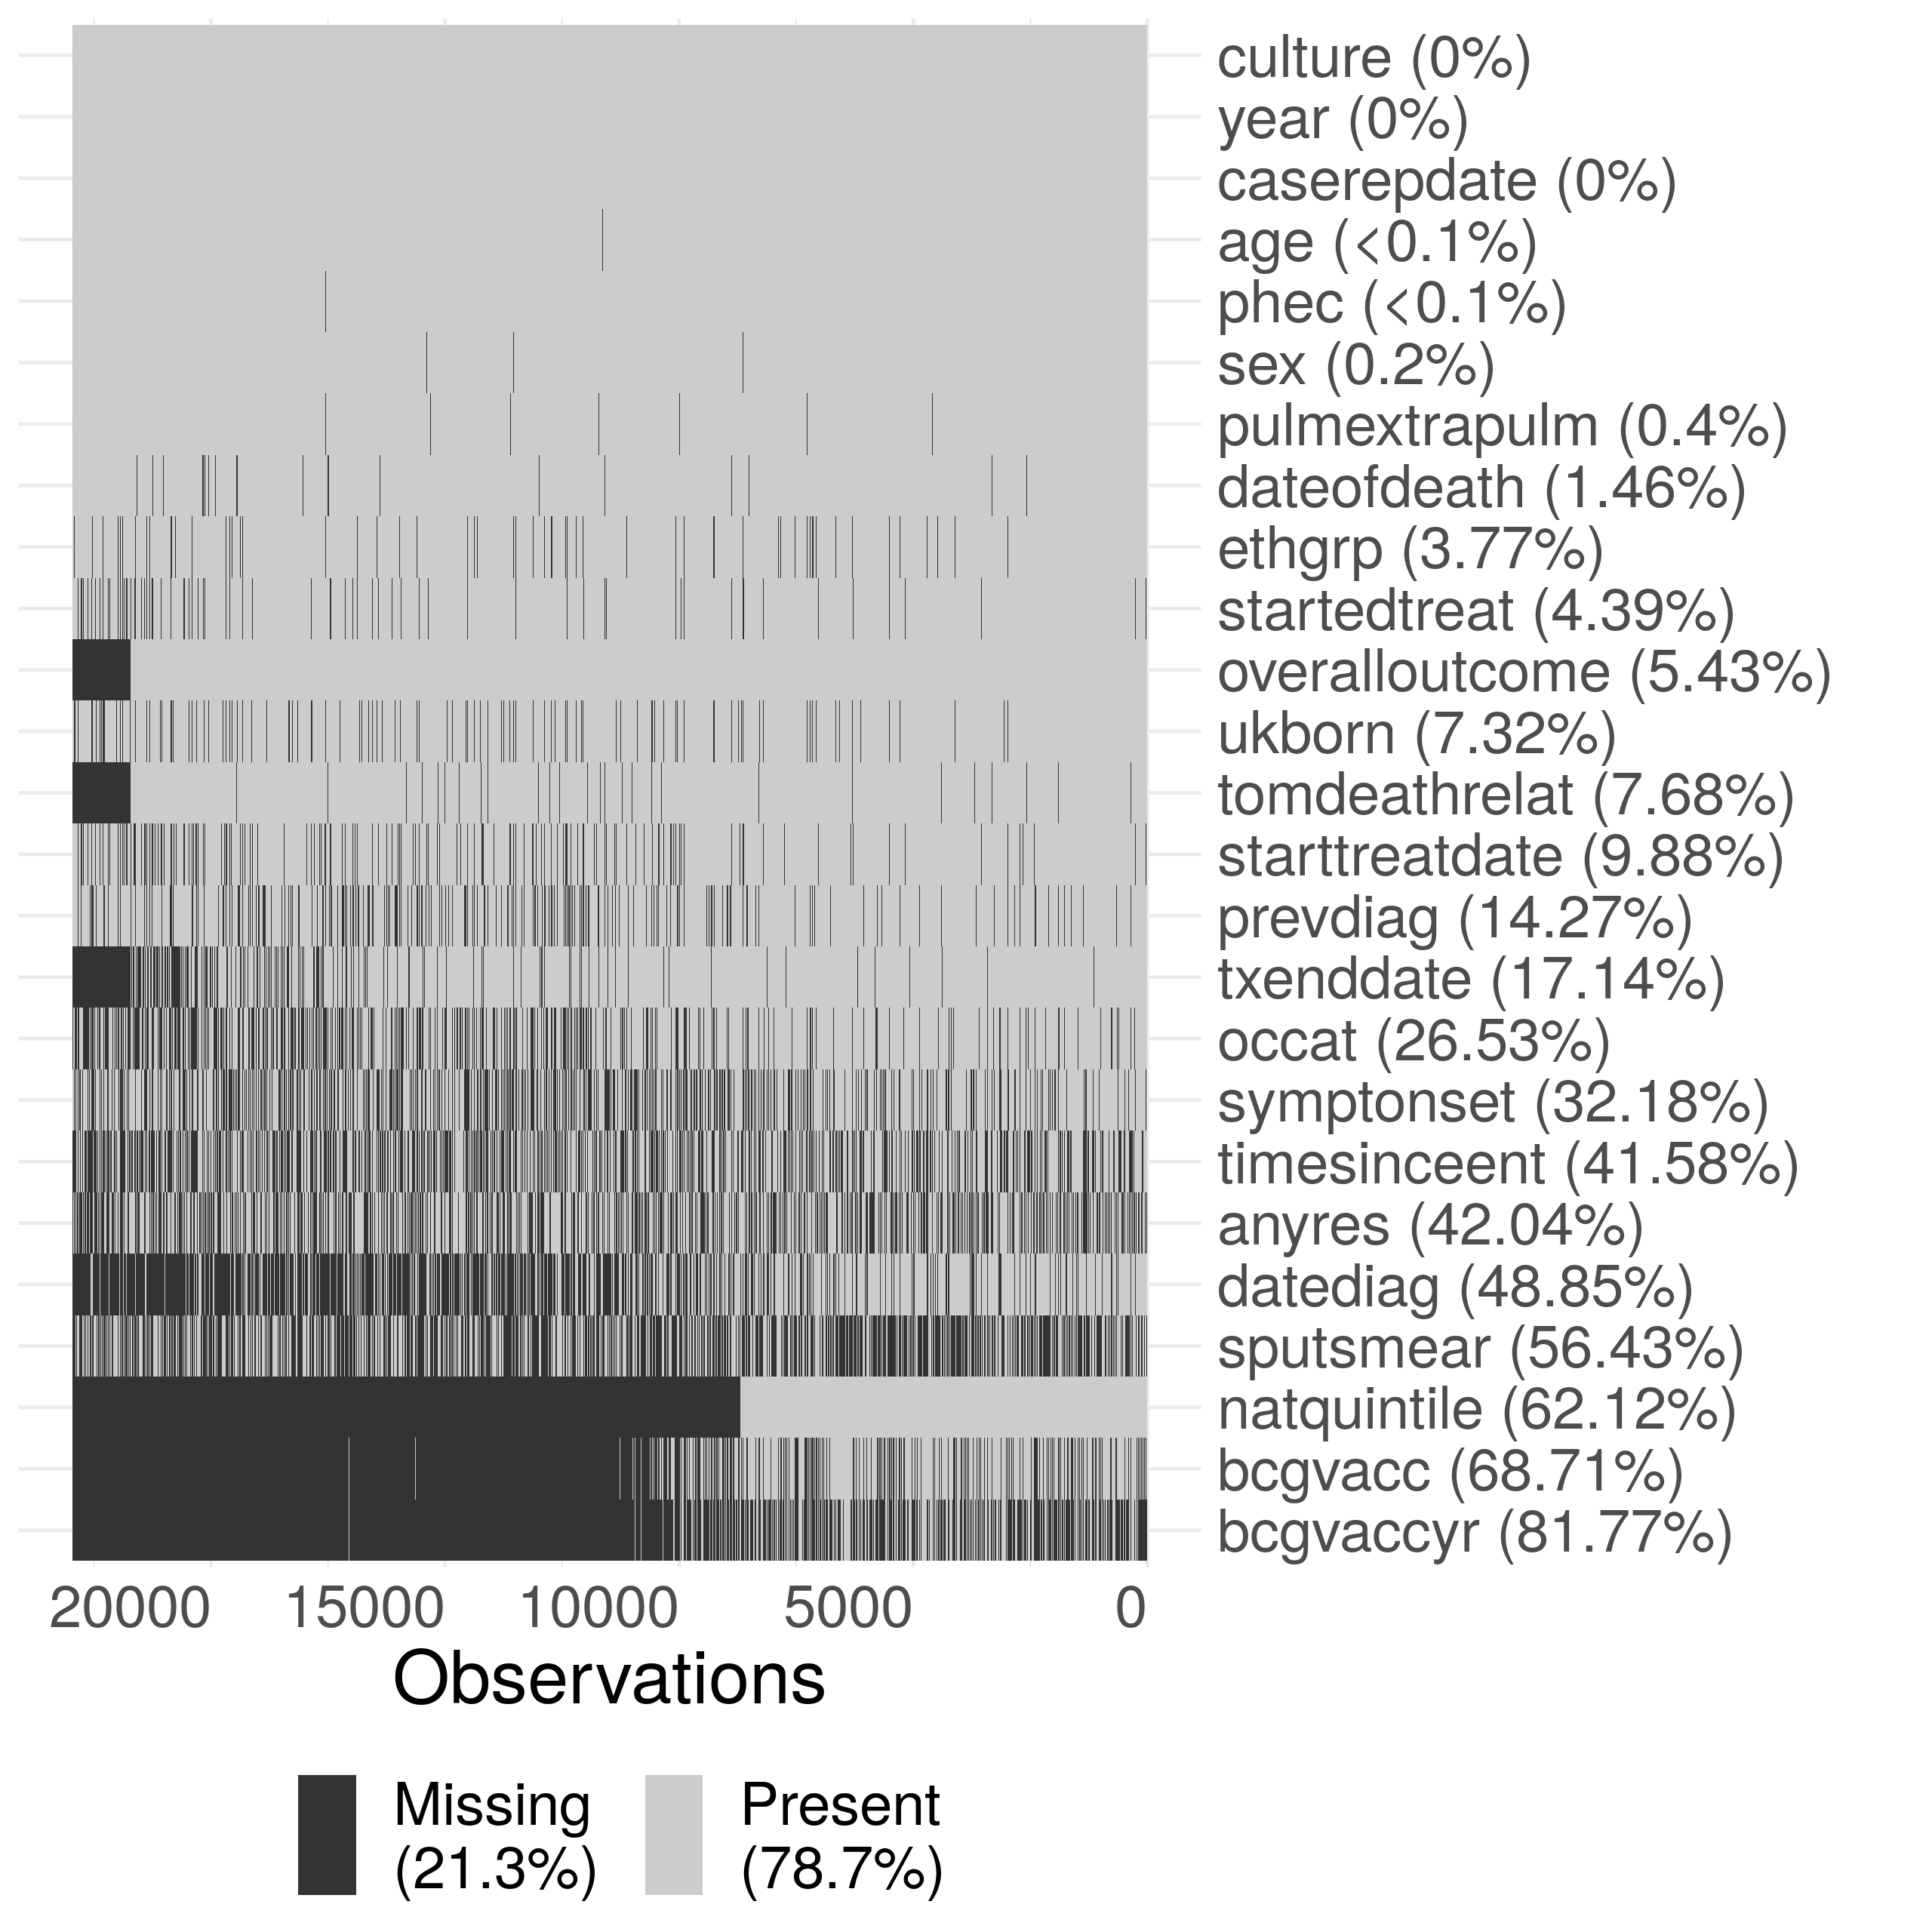 culture (0%)
year (0%)
caserepdate (0%)
age (<0.1%)
phec (<0.1%)
sex (0.2%)
pulmextrapulm (0.4%)
dateofdeath (1.46%)
ethgrp (3.77%)
startedtreat (4.39%)
overalloutcome (5.43%)
ukborn (7.32%)
tomdeathrelat (7.68%)
starttreatdate (9.88%)
prevdiag (14.27%)
txenddate (17.14%)
occat (26.53%)
symptonset (32.18%)
timesinceent (41.58%)
anyres (42.04%)
datediag (48.85%)
sputsmear (56.43%)
natquintile (62.12%)
bcgvacc (68.71%)
bcgvaccyr (81.77%)
20000 15000 10000 5000 0
Observations
Missing
(21.3%)
Present
(78.7%)